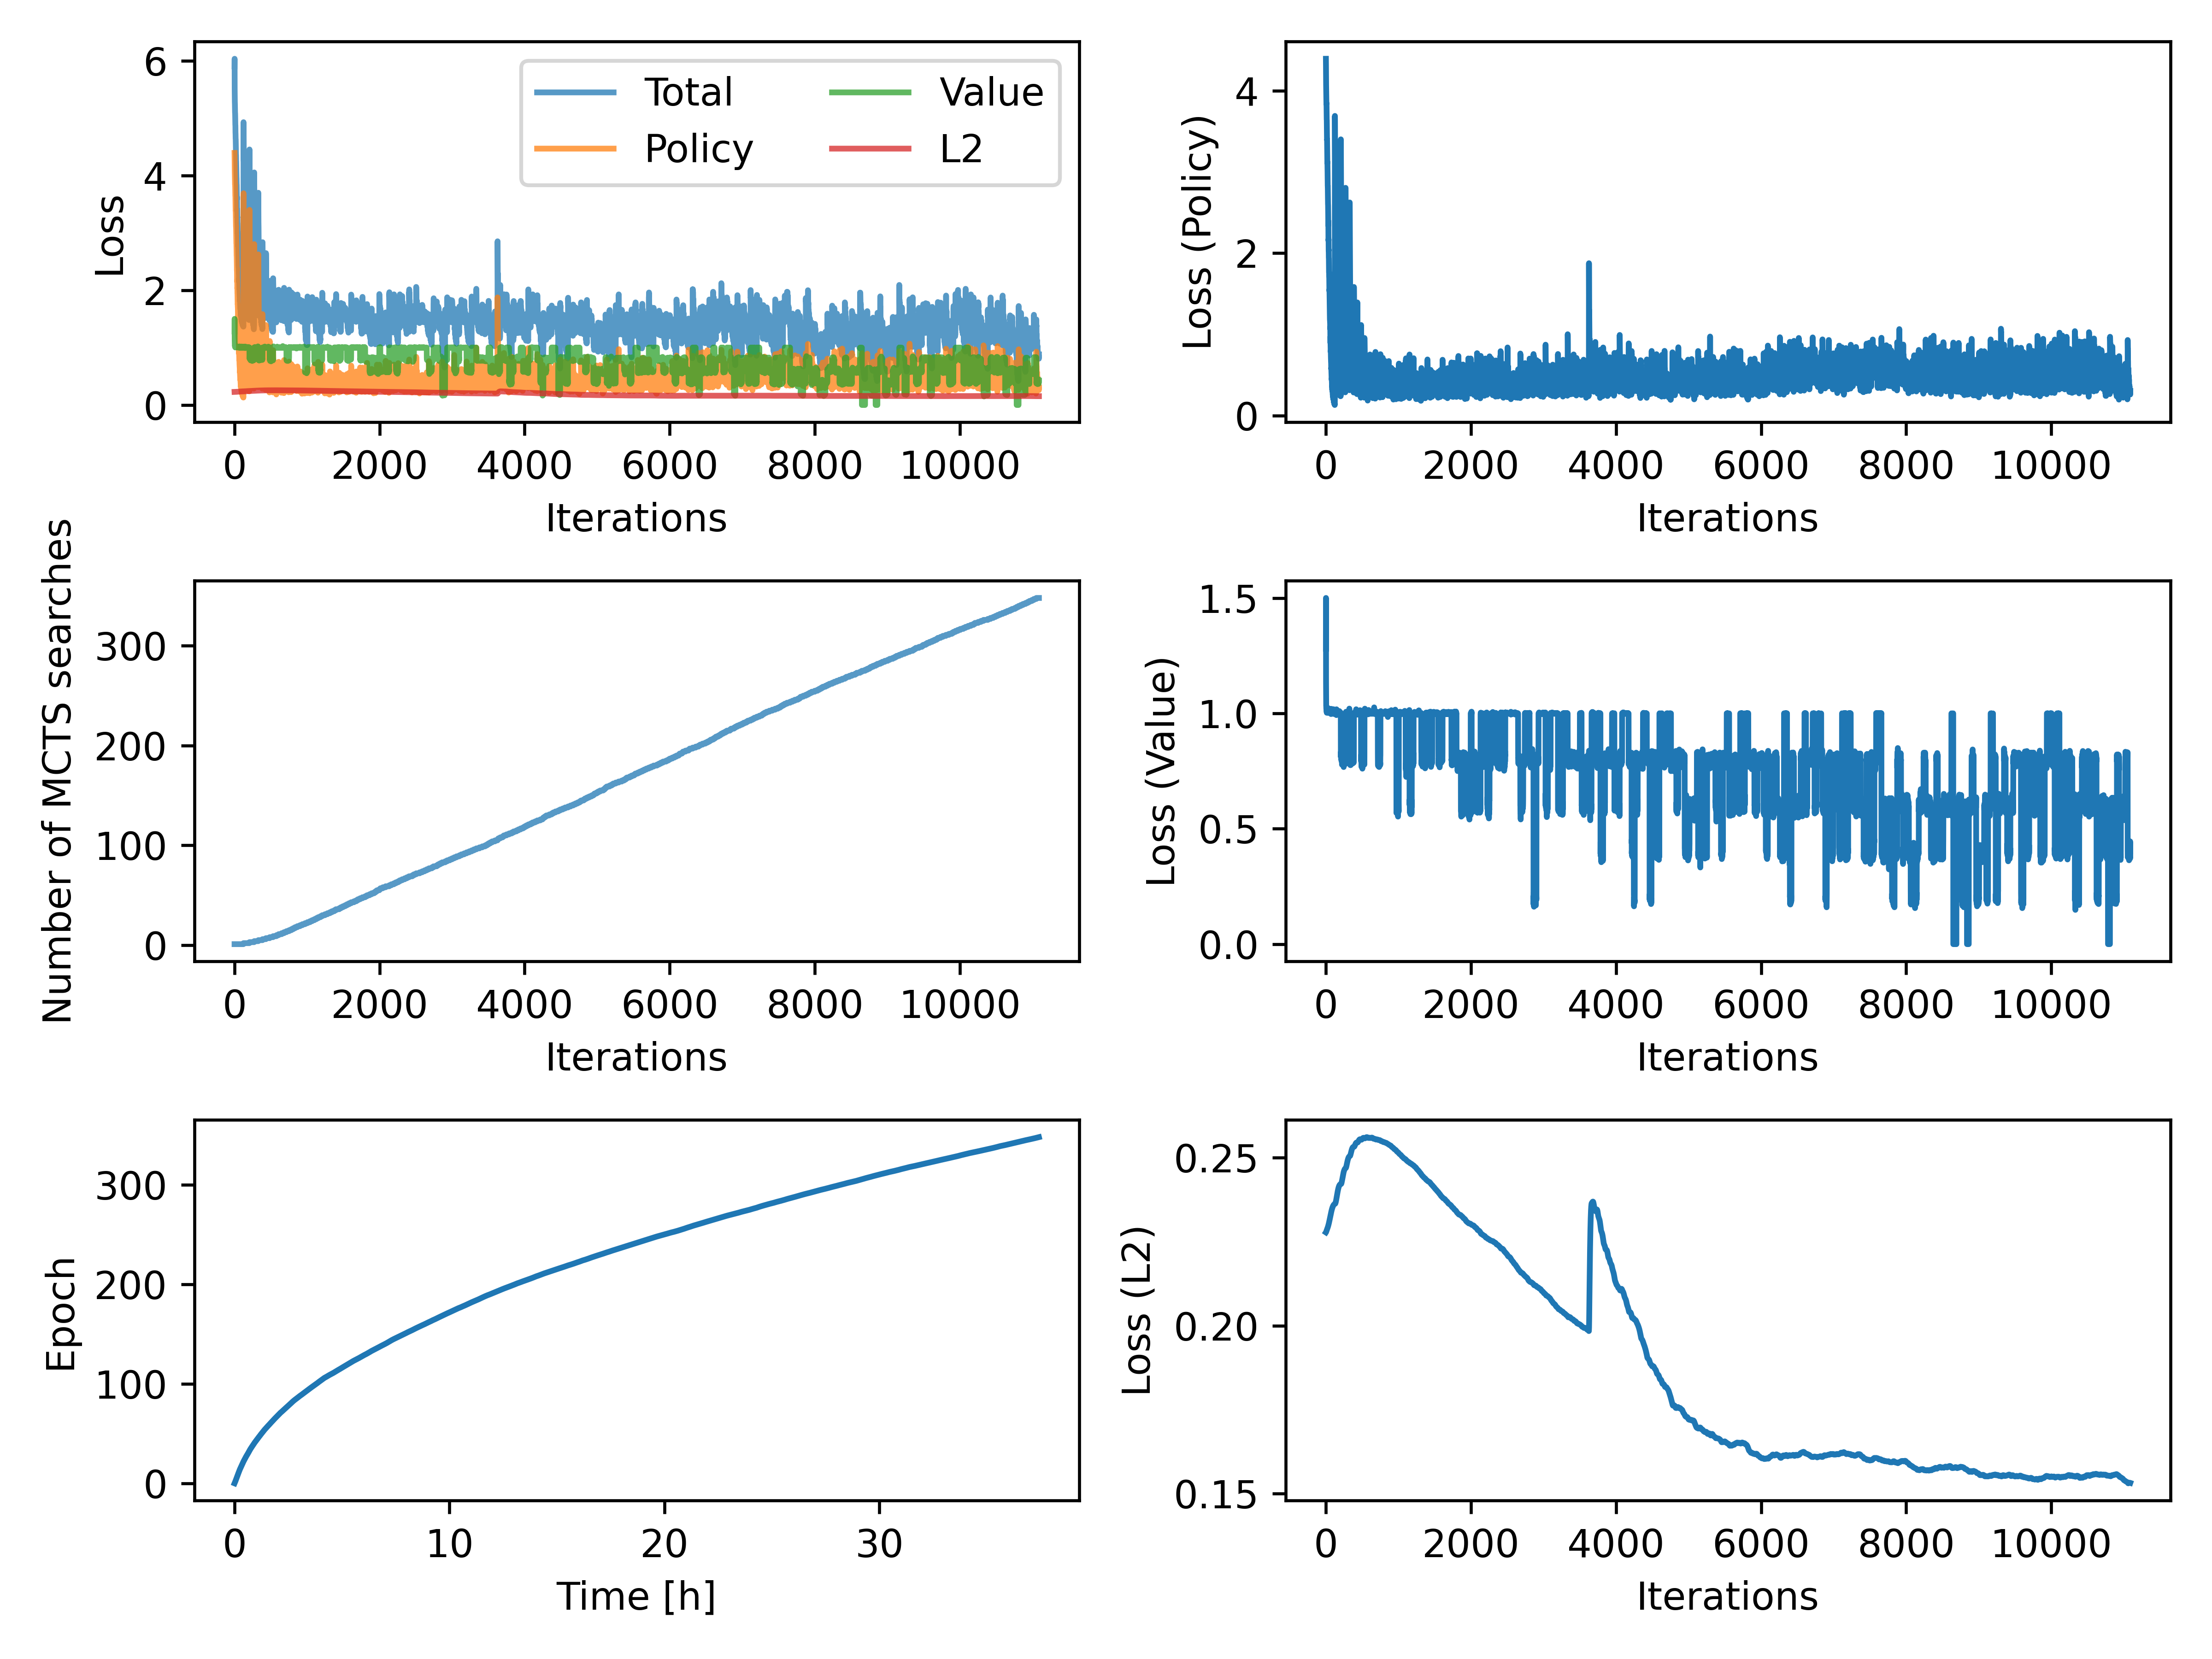 6
4
2
0
Loss
Total
Policy
Value
L2
0 2000 4000 6000 8000 10000
Iterations
4
2
0
Loss (Policy)
0 2000 4000 6000 8000 10000
Iterations
300
200
100
0
Number of MCTS searches
0 2000 4000 6000 8000 10000
Iterations
1.5
1.0
0.5
0.0
Loss (Value)
0 2000 4000 6000 8000 10000
Iterations
300
200
100
0
Epoch
0 10 20 30
Time [h]
0.25
0.20
0.15
Loss (L2)
0 2000 4000 6000 8000 10000
Iterations